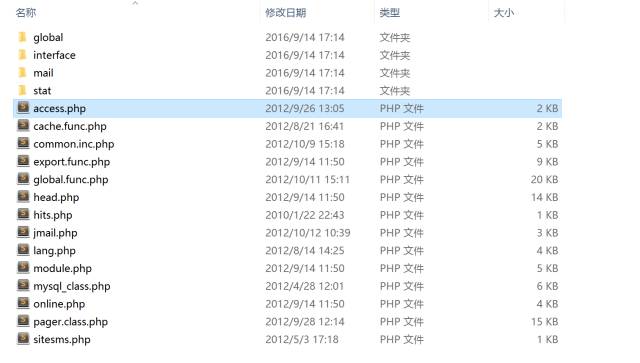 名称 修改日期 类型 大小
global 2016/9/14 17:14 文件夹
interface 2016/9/14 17:14 文件夹
mail 2016/9/14 17:14 文件夹
stat 2016/9/14 17:14 文件夹
access.php 2012/9/26 13:05 PHP 文件 2 KB
cache.func.php 2012/8/21 16:41 PHP 文件 2 KB
common.inc.php 2012/10/9 15:18 PHP 文件 5 KB
export.func.php 2012/9/14 11:50 PHP 文件 9 KB
global.func.php 2012/10/11 15:11 PHP 文件 20 KB
head.php 2012/9/14 11:50 PHP 文件 14 KB
hits.php 2010/1/22 22:43 PHP 文件 1 KB
jmail.php 2012/10/12 10:39 PHP 文件 3 KB
lang.php 2012/8/14 14:25 PHP 文件 4 KB
module.php 2012/9/14 11:50 PHP 文件 5 KB
mysql_class.php 2012/4/28 12:01 PHP 文件 6 KB
online.php 2012/9/14 11:50 PHP 文件 4 KB
pager.class.php 2012/9/28 12:14 PHP 文件 15 KB
sitesms.php 2012/5/3 17:18 PHP 文件 1 KB